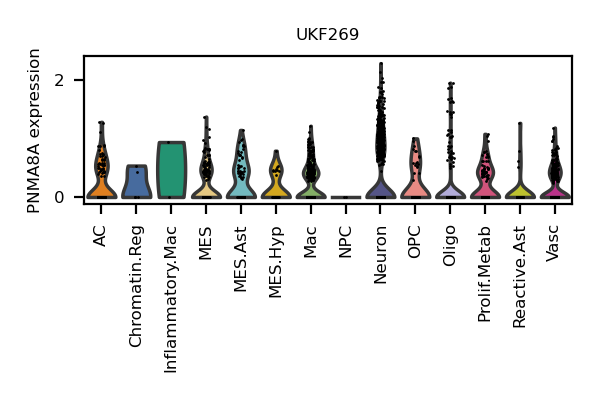 UKF269
PNMA8A expression
2
0
AC
Chromatin.Reg
Inflammatory.Mac
MES
MES.Ast
MES.Hyp
Mac
NPC
Neuron
OPC
Oligo
Prolif.Metab
Reactive.Ast
Vasc